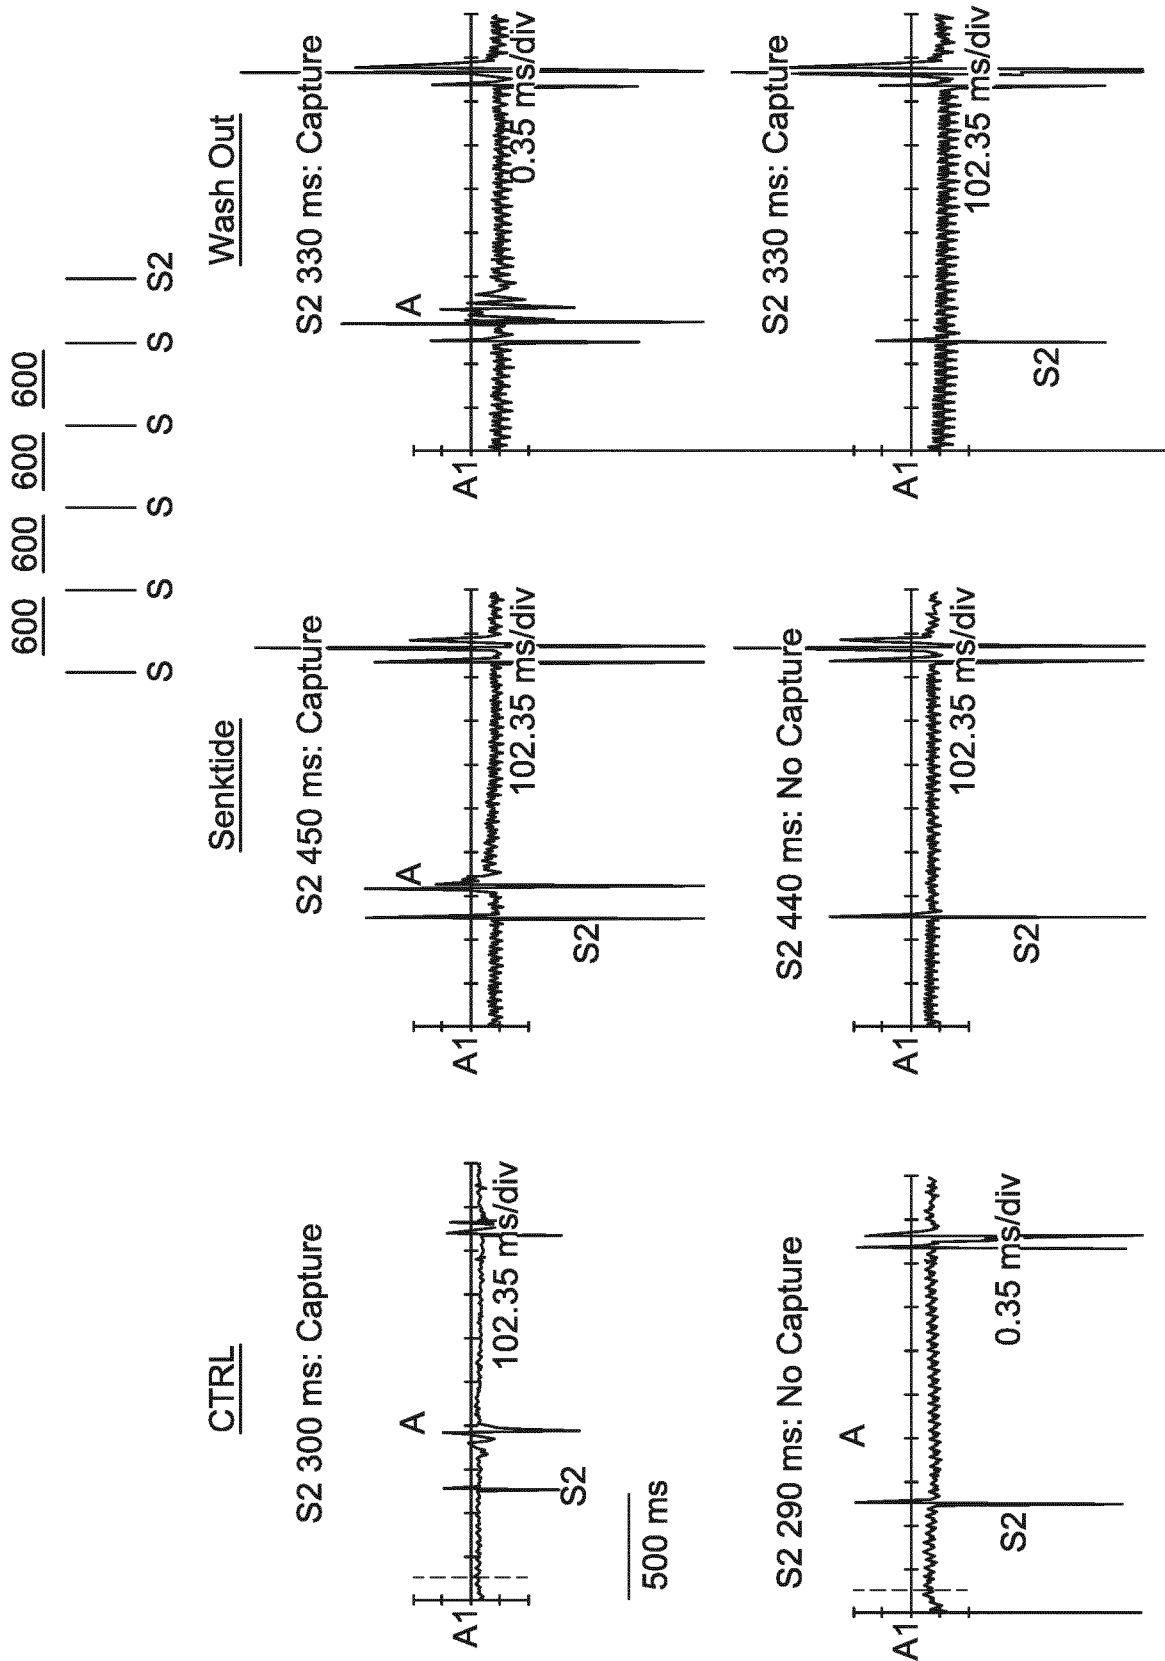 600 600 600 600
S S S S S S2
CTRL
Senktide
Wash Out
S2 300 ms: Capture
S2 450 ms: Capture
S2 330 ms: Capture
A
A
A
A1
A1
A1
102.35 ms/div
102.35 ms/div
0.35 ms/div
S2
S2
500 ms
S2 290 ms: No Capture
S2 440 ms: No Capture
S2 330 ms: Capture
A
A1
A1
A1
0.35 ms/div
102.35 ms/div
102.35 ms/div
S2
S2
S2